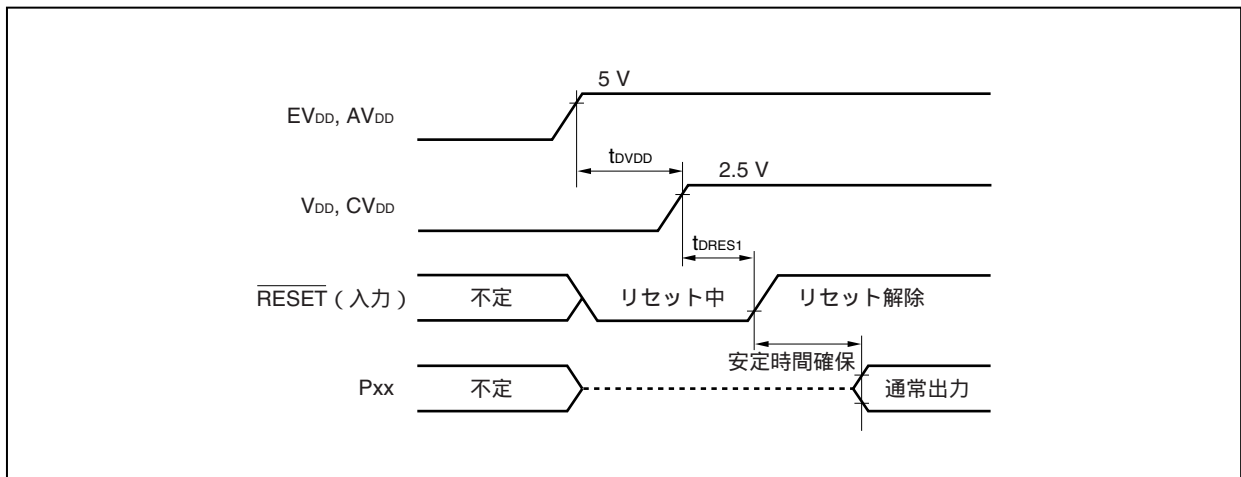 5 V
EVDD, AVDD
tDVDD
2.5 V
VDD, CVDD
tDRES1
RESET（入力） 不定 リセット中 リセット解除
安定時間確保
Pxx 不定 通常出力